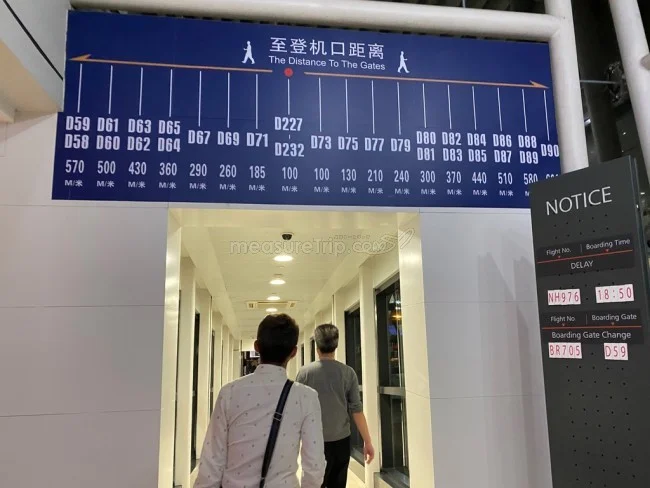 至登机口距离
The Distance To The Gates
D59 D61 D63 D65 D67 D69 D71 D227 D73 D75 D77 D79 D80 D82 D84 D86 D88 D90
D58 D60 D62 D64 D232 D81 D83 D85 D87 D89
570 500 430 360 290 260 185 100 100 130 210 240 300 370 440 510 580
M/米 M/米 M/米 M/米 M/米 M/米 M/米 M/米 M/米 M/米 M/米 M/米 M/米 M/米 M/米 M/米 M/米
measureTrip
NOTICE
Flight No. Boarding Time
DELAY
NH976 18:50
Flight No. Boarding Gate
Boarding Gate Change
BR705 D59